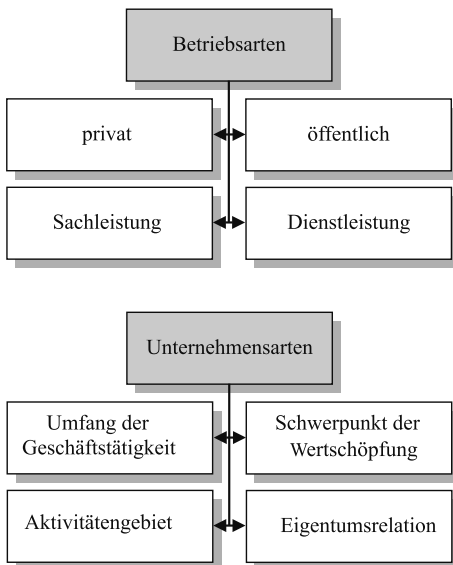 Betriebsarten
privat
öffentlich
Sachleistung
Dienstleistung
Unternehmensarten
Umfang der
Geschäftstätigkeit
Schwerpunkt der
Wertschöpfung
Aktivitätengebiet
Eigentumsrelation